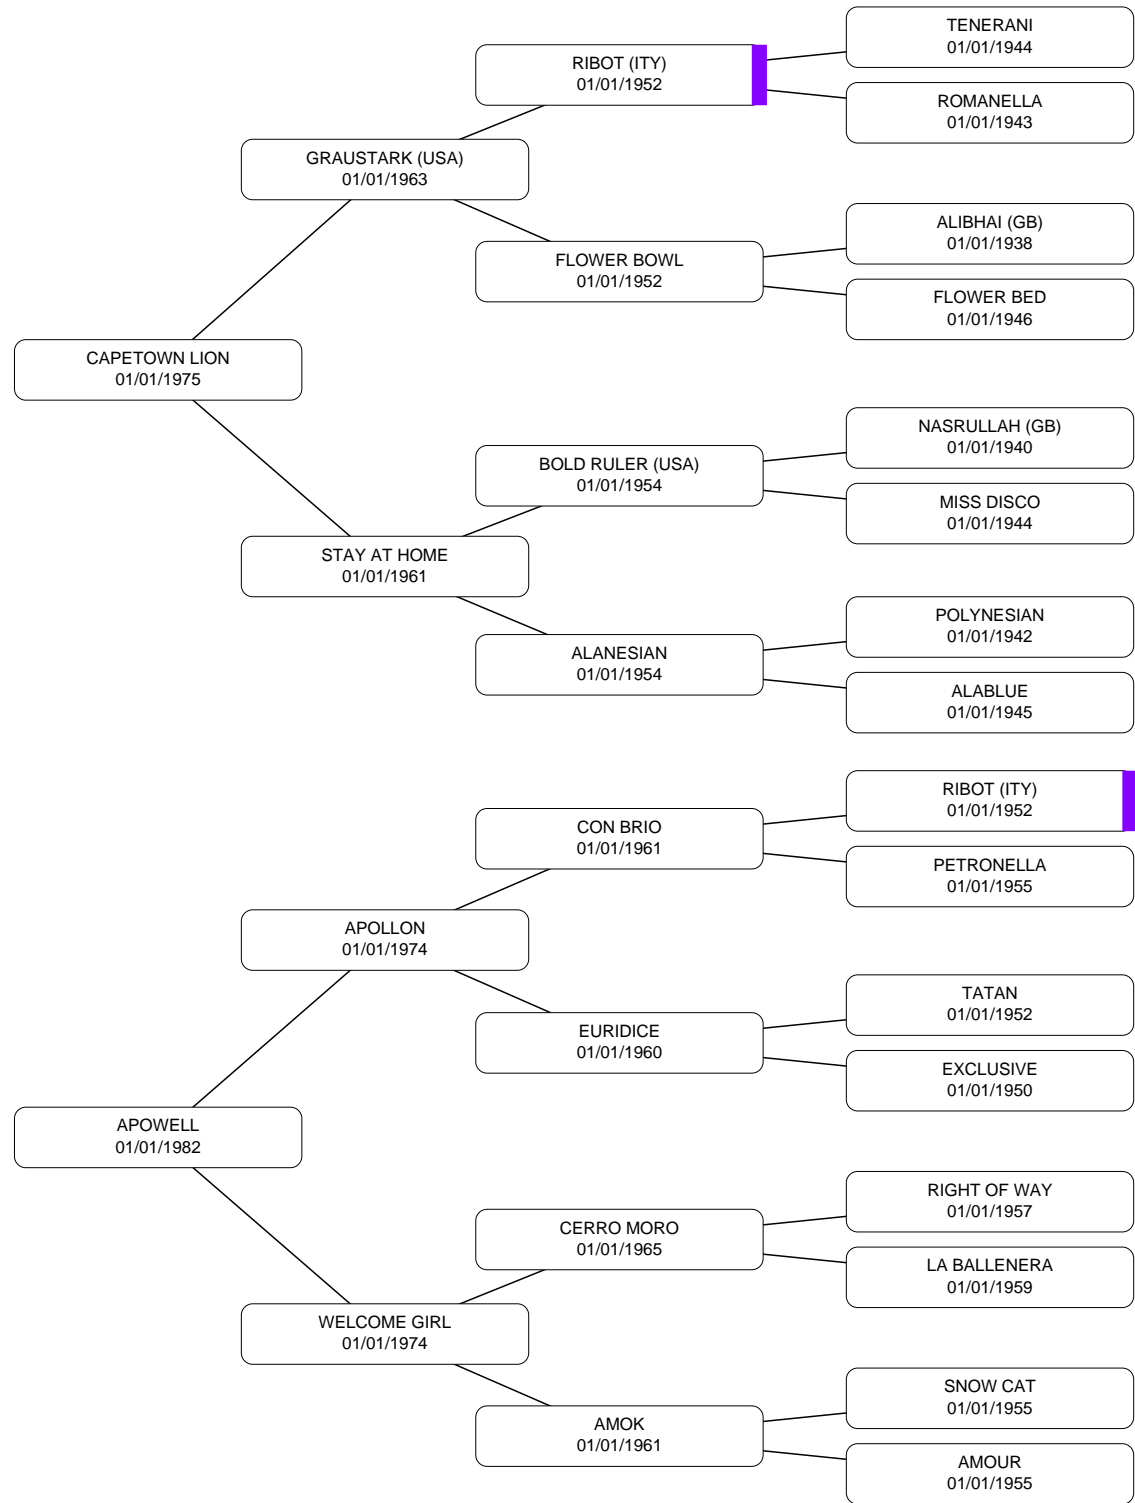 TENERANI
01/01/1944
RIBOT (ITY)
01/01/1952
ROMANELLA
01/01/1943
GRAUSTARK (USA)
01/01/1963
ALIBHAI (GB)
01/01/1938
FLOWER BOWL
01/01/1952
FLOWER BED
01/01/1946
CAPETOWN LION
01/01/1975
NASRULLAH (GB)
01/01/1940
BOLD RULER (USA)
01/01/1954
MISS DISCO
01/01/1944
STAY AT HOME
01/01/1961
POLYNESIAN
01/01/1942
ALANESIAN
01/01/1954
ALABLUE
01/01/1945
RIBOT (ITY)
01/01/1952
CON BRIO
01/01/1961
PETRONELLA
01/01/1955
APOLLON
01/01/1974
TATAN
01/01/1952
EURIDICE
01/01/1960
EXCLUSIVE
01/01/1950
APOWELL
01/01/1982
RIGHT OF WAY
01/01/1957
CERRO MORO
01/01/1965
LA BALLENERA
01/01/1959
WELCOME GIRL
01/01/1974
SNOW CAT
01/01/1955
AMOK
01/01/1961
AMOUR
01/01/1955